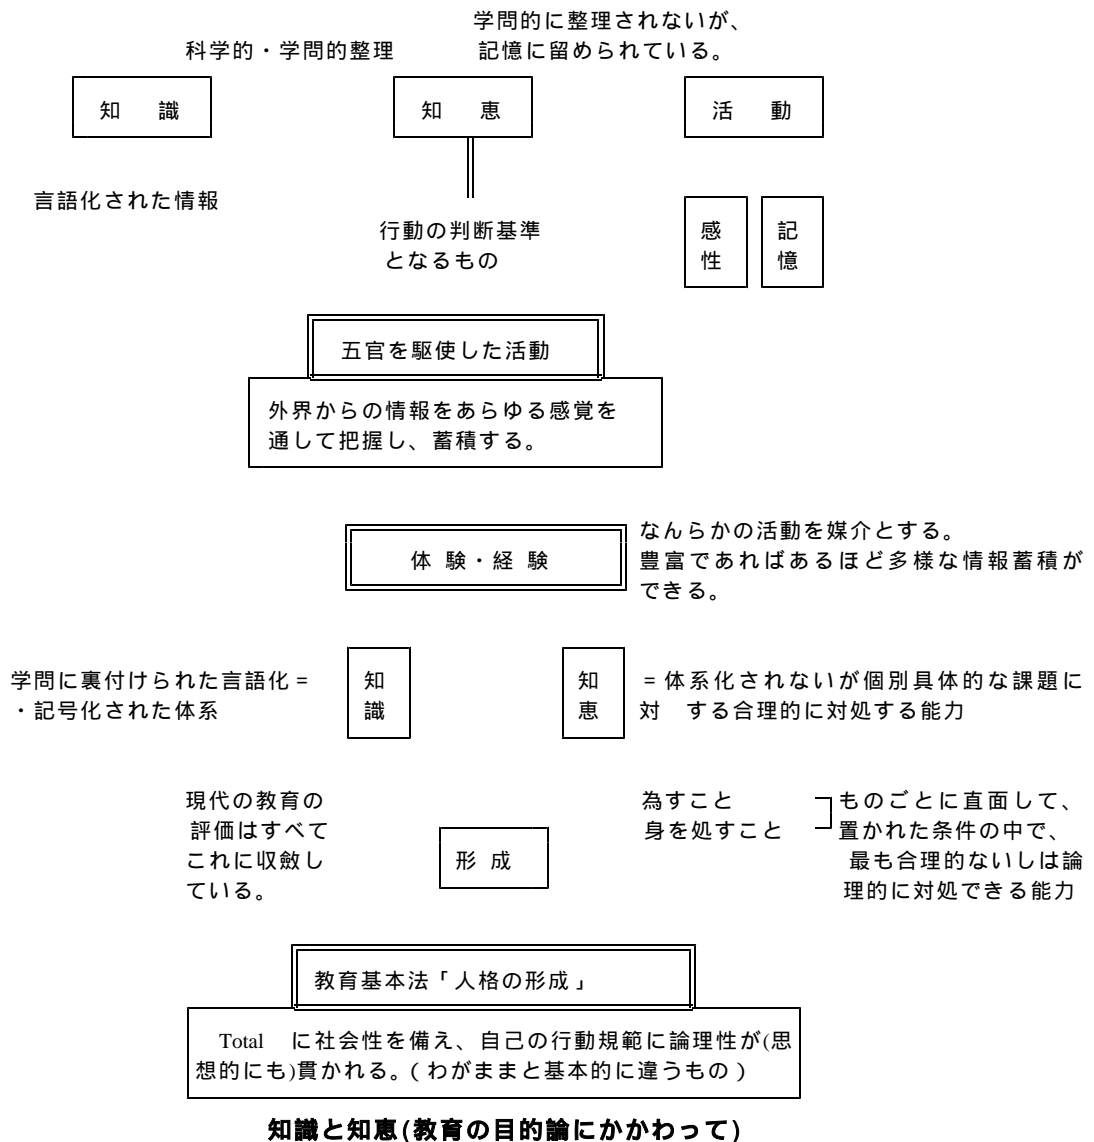 学問的に整理されないが、
科学的・学問的整理
記憶に留められている。
知 識
知 恵
活 動
言語化された情報
行動の判断基準
となるもの
感性
記憶
五官を駆使した活動
外界からの情報をあらゆる感覚を
通して把握し、蓄積する。
体 験・経 験
なんらかの活動を媒介とする。
豊富であればあるほど多様な情報蓄積が
できる。
学問に裏付けられた言語化=
・記号化された体系
知識
知恵
=体系化されないが個別具体的な課題に
対 する合理的に対処する能力
現代の教育の
評価はすべて
これに収斂し
ている。
形 成
為すこと
身を処すこと
ものごとに直面して、
置かれた条件の中で、
最も合理的ないしは論
理的に対処できる能力
教育基本法「人格の形成」
Total に社会性を備え、自己の行動規範に論理性が(思
想的にも)貫かれる。(わがままと基本的に違うもの)
知識と知恵(教育の目的論にかかわって)